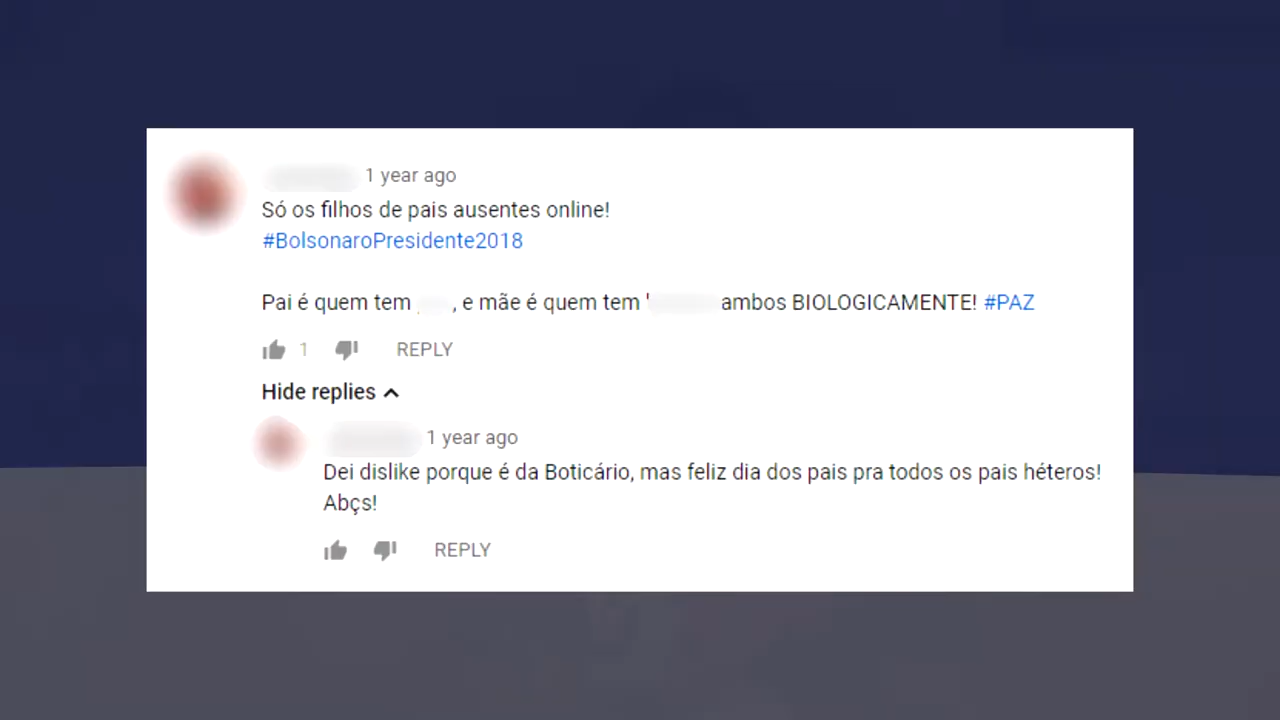 1 year ago
Só os filhos de pais ausentes online!
#BolsonaroPresidente2018
Pai é quem tem , e mãe é quem tem ' ambos BIOLOGICAMENTE! #PAZ
1 REPLY
Hide replies
1 year ago
Dei dislike porque é da Boticário, mas feliz dia dos pais pra todos os pais héteros!
Abçs!
REPLY